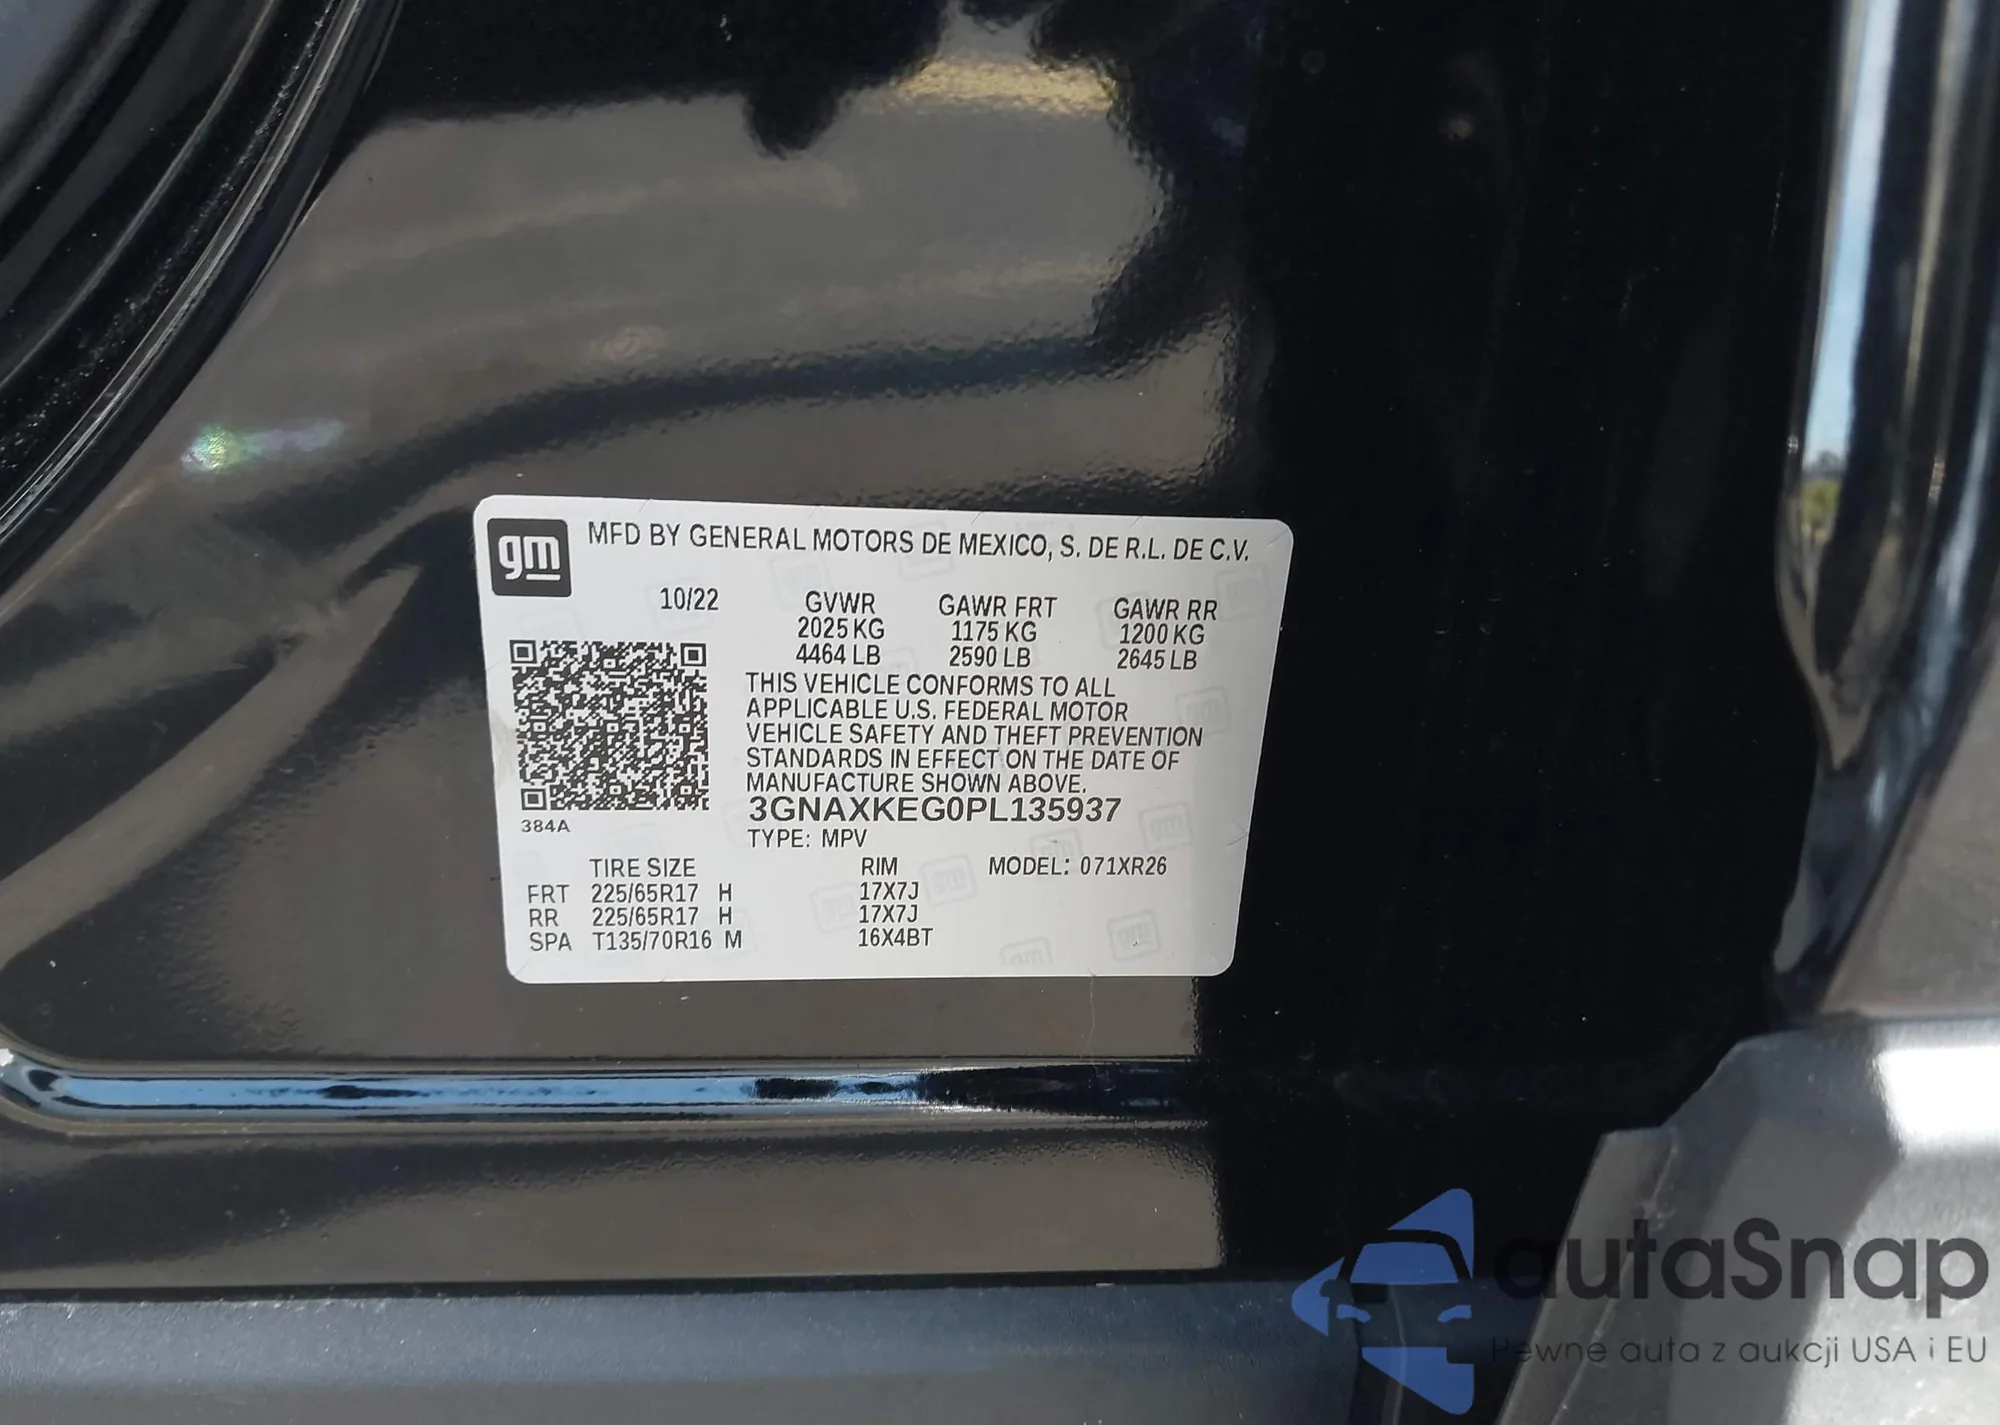 gm
MFD BY GENERAL MOTORS DE MEXICO, S. DE R.L. DE C.V.
10/22 GVWR GAWR FRT GAWR RR
2025 KG 1175 KG 1200 KG
4464 LB 2590 LB 2645 LB
THIS VEHICLE CONFORMS TO ALL
APPLICABLE U.S. FEDERAL MOTOR
VEHICLE SAFETY AND THEFT PREVENTION
STANDARDS IN EFFECT ON THE DATE OF
MANUFACTURE SHOWN ABOVE.
3GNAXKEG0PL135937
384A
TYPE: MPV
TIRE SIZE RIM MODEL: 071XR26
FRT 225/65R17 H 17X7J
RR 225/65R17 H 17X7J
SPA T135/70R16 M 16X4BT
autaSnap
Pewne auta z aukcji USA i EU